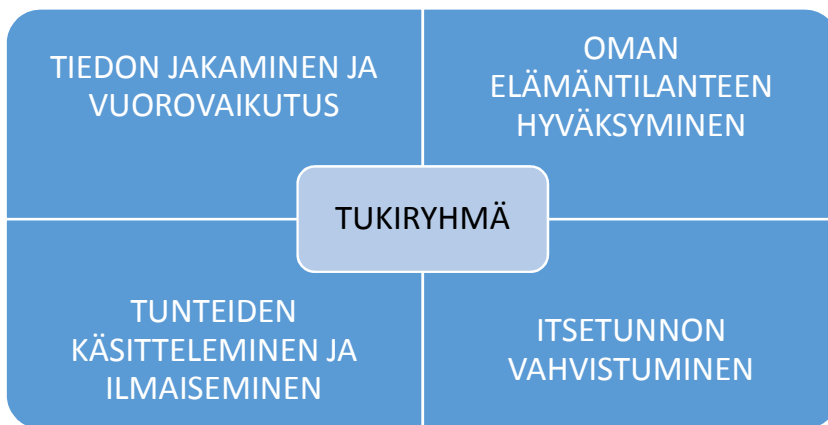 TIEDON JAKAMINEN JA
VUOROVAIKUTUS
OMAN
ELÄMÄNTILANTEEN
HYVÄKSYMINEN
TUKIRYHMÄ
TUNTEIDEN
KÄSITTELEMINEN JA
ILMAISEMINEN
ITSETUNNON
VAHVISTUMINEN